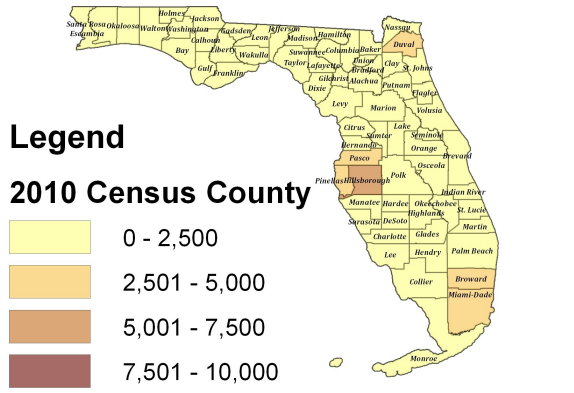 Legend
2010 Census County
0 - 2,500
2,501 - 5,000
5,001 - 7,500
7,501 - 10,000
Holmes
Jackson
Santa Rosa
Okaloosa
Walton
Washington
Escambia
Calhoun
Bay
Gulf
Gadsden
Liberty
Leon
Wakulla
Franklin
Jefferson
Madison
Hamilton
Suwannee
Columbia
Baker
Nassau
Duval
Taylor
Lafayette
Union
Bradford
Clay
St. Johns
Gilchrist
Alachua
Putnam
Dixie
Flagler
Levy
Marion
Volusia
Citrus
Lake
Sumter
Seminole
Hernando
Orange
Pasco
Brevard
Osceola
Pinellas
Hillsborough
Polk
Indian River
Manatee
Hardee
Okeechobee
Highlands
St. Lucie
Sarasota
DeSoto
Martin
Charlotte
Glades
Lee
Hendry
Palm Beach
Collier
Broward
Miami-Dade
Monroe